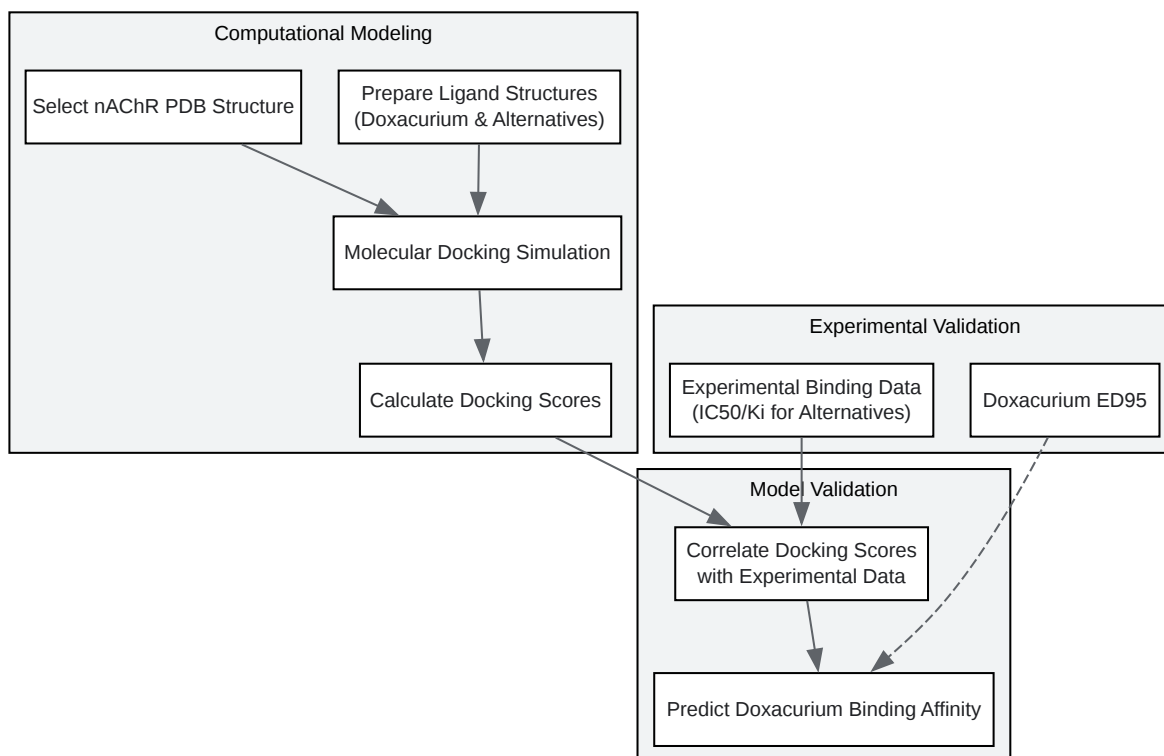 Computational Modeling
Select nAChR PDB Structure
Prepare Ligand Structures
(Doxacurium & Alternatives)
Molecular Docking Simulation
Calculate Docking Scores
Experimental Validation
Experimental Binding Data
(IC50/Ki for Alternatives)
Doxacurium ED95
Model Validation
Correlate Docking Scores
with Experimental Data
Predict Doxacurium Binding Affinity